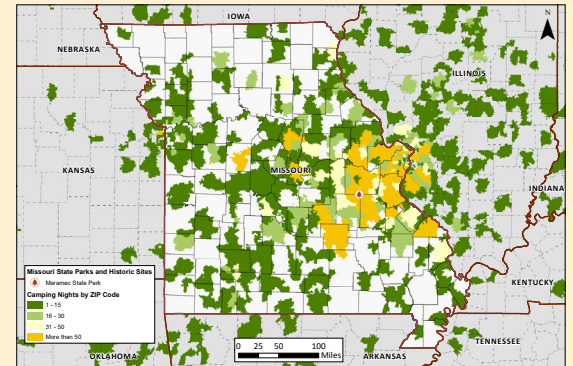 IOWA
N
NEBRASKA
ILLINOIS
KANSAS
MISSOURI
INDIANA
Missouri State Parks and Historic Sites
Meramec State Park
Camping Nights by ZIP Code
1 - 15
16 - 30
31 - 50
More than 50
KENTUCKY
TENNESSEE
0 25 50 100
Miles
OKLAHOMA
ARKANSAS